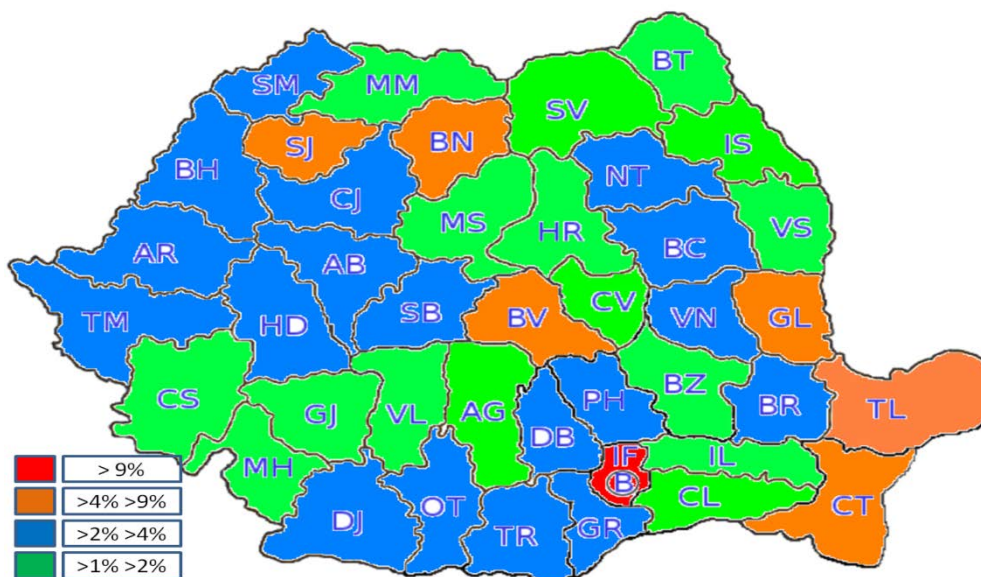 BT
SM
MM
SV
SJ
BN
IS
BH
CJ
NT
MS
HR
VS
AR
AB
BC
TM
HD
SB
BV
CV
VN
GL
CS
GJ
VL
AG
DB
PH
BZ
BR
TL
MH
IF
IL
B
CL
CT
DJ
OT
TR
GR
> 9%
>4% >9%
>2% >4%
>1% >2%